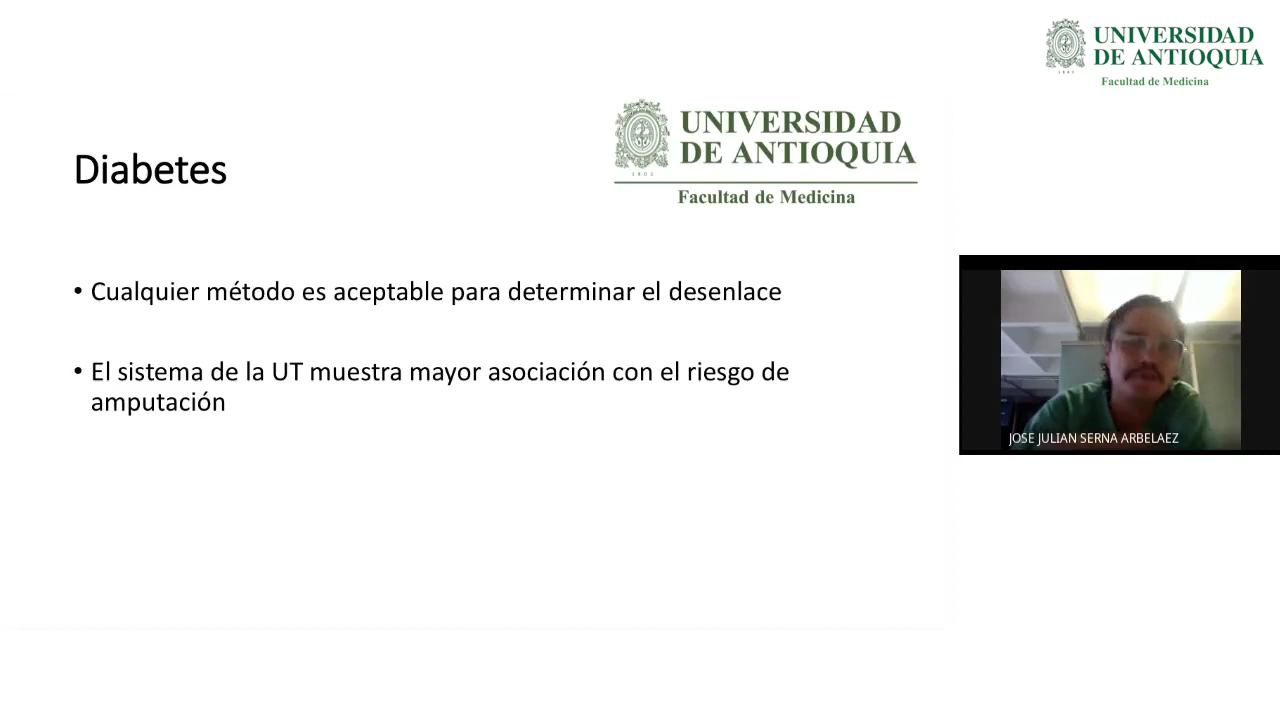 UNIVERSIDAD
DE ANTIOQUIA
1803
Facultad de Medicina
UNIVERSIDAD
DE ANTIOQUIA
1803
Facultad de Medicina
Diabetes
• Cualquier método es aceptable para determinar el desenlace
• El sistema de la UT muestra mayor asociación con el riesgo de
amputación
JOSE JULIAN SERNA ARBELAEZ